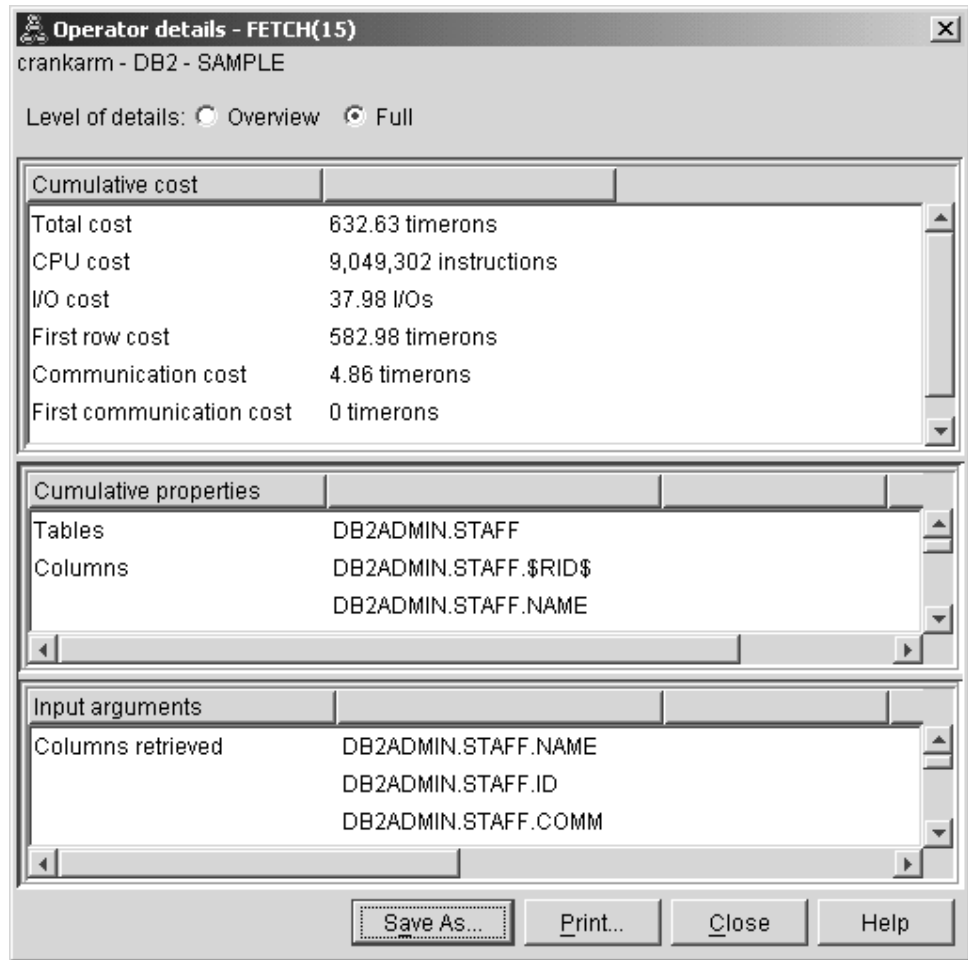 Operator details - FETCH(15)
crankarm - DB2 - SAMPLE
Level of details: Overview Full
Cumulative cost
Total cost 632.63 timerons
CPU cost 9,049,302 instructions
I/O cost 37.98 I/Os
First row cost 582.98 timerons
Communication cost 4.86 timerons
First communication cost 0 timerons
Cumulative properties
Tables DB2ADMIN.STAFF
Columns DB2ADMIN.STAFF.$RID$
DB2ADMIN.STAFF.NAME
Input arguments
Columns retrieved DB2ADMIN.STAFF.NAME
DB2ADMIN.STAFF.ID
DB2ADMIN.STAFF.COMM
Save As... Print... Close Help